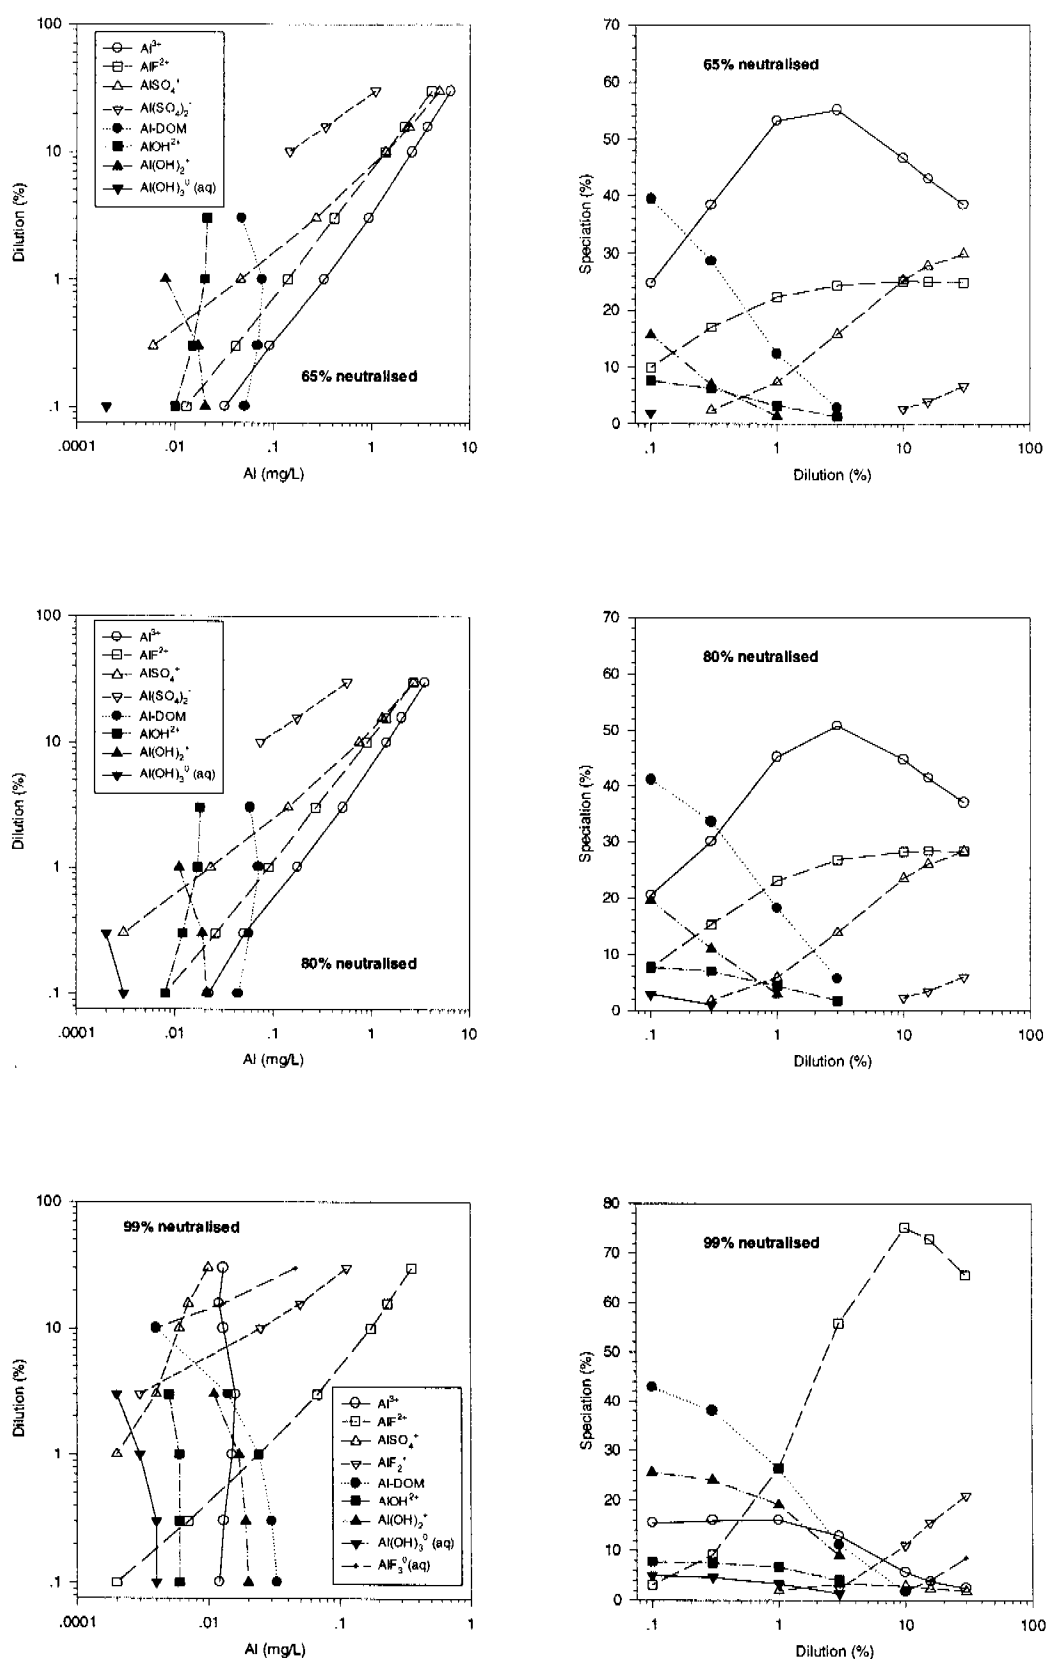 100
10
1
.1
Dilution (%)
Al³⁺
AlF²⁺
AlSO₄⁺
Al(SO₄)₂⁻
Al-DOM
AlOH²⁺
Al(OH)₂⁺
Al(OH)₃⁰ (aq)
65% neutralised
.0001 .01 .1 1 10
Al (mg/L)
70
60
50
40
30
20
10
0
Speciation (%)
65% neutralised
.1 1 10 100
Dilution (%)
100
10
1
.1
Dilution (%)
Al³⁺
AlF²⁺
AlSO₄⁺
Al(SO₄)₂⁻
Al-DOM
AlOH²⁺
Al(OH)₂⁺
Al(OH)₃⁰ (aq)
80% neutralised
.0001 .01 .1 1 10
Al (mg/L)
70
60
50
40
30
20
10
0
Speciation (%)
80% neutralised
.1 1 10 100
Dilution (%)
100
10
1
.1
Dilution (%)
99% neutralised
Al³⁺
AlF²⁺
AlSO₄⁺
AlF₂⁺
Al-DOM
AlOH²⁺
Al(OH)₂⁺
Al(OH)₃⁰ (aq)
AlF₃⁰ (aq)
.0001 .01 .1 1
Al (mg/L)
80
70
60
50
40
30
20
10
0
Speciation (%)
99% neutralised
.1 1 10 100
Dilution (%)